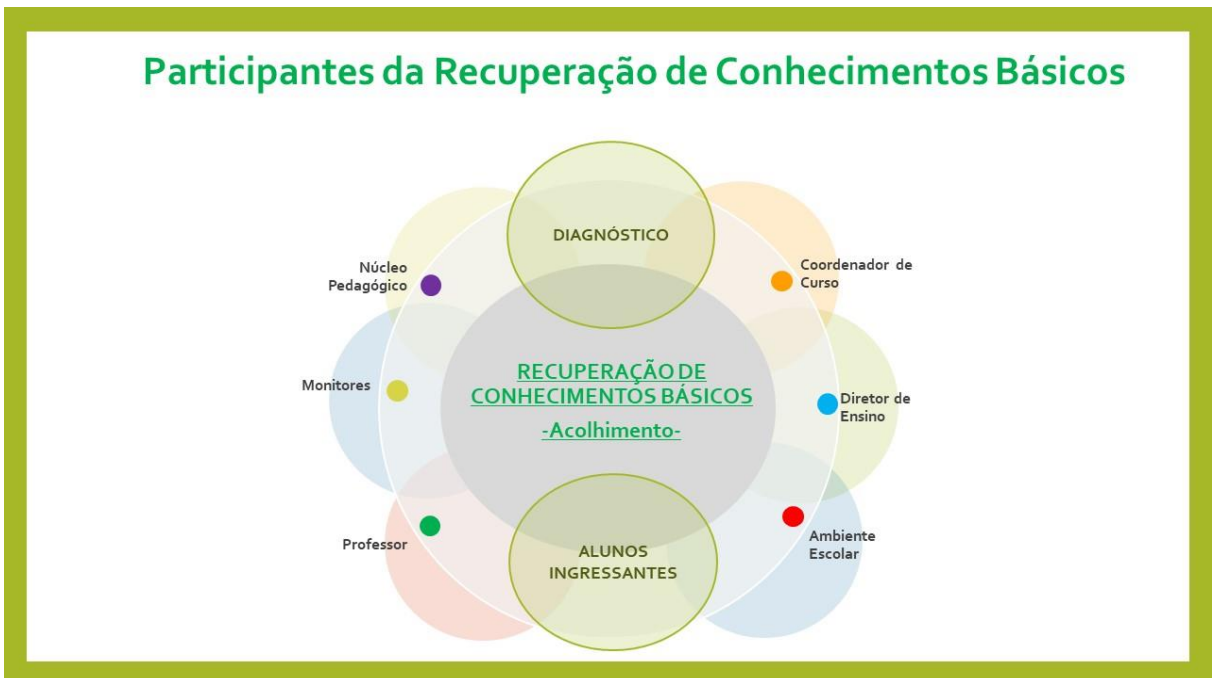 Participantes da Recuperação de Conhecimentos Básicos
DIAGNÓSTICO
Núcleo
Pedagógico
Coordenador de
Curso
Monitores
RECUPERAÇÃO DE
CONHECIMENTOS BÁSICOS
-Acolhimento-
Diretor de
Ensino
Professor
Ambiente
Escolar
ALUNOS
INGRESSANTES